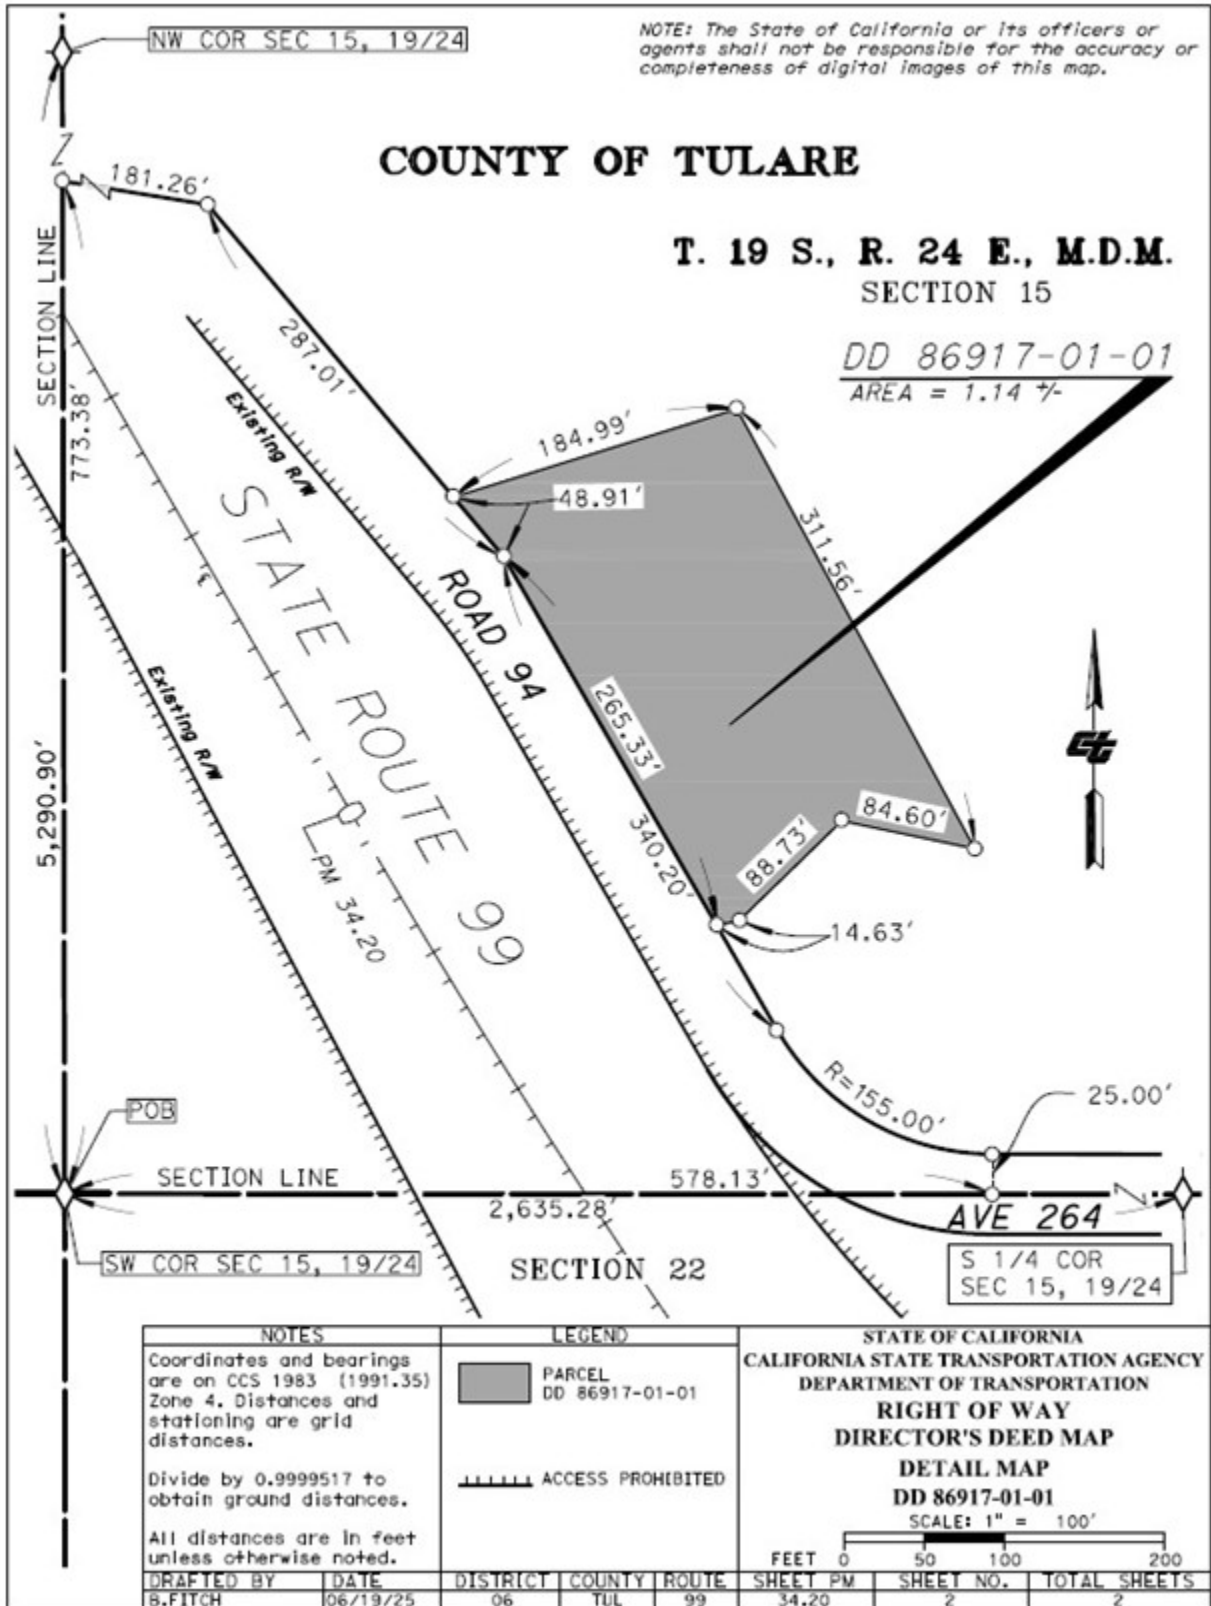 NW COR SEC 15, 19/24
NOTE: The State of California or its officers or
agents shall not be responsible for the accuracy or
completeness of digital images of this map.
COUNTY OF TULARE
181.26'
T. 19 S., R. 24 E., M.D.M.
SECTION 15
SECTION LINE
287.01'
DD 86917-01-01
AREA = 1.14 +/-
773.38'
Existing R/W
184.99'
48.91'
311.56'
STATE ROUTE 99
ROAD 94
Existing R/W
265.33'
5,290.90'
340.20'
84.60'
88.73'
PM 34.20
14.63'
R=155.00'
25.00'
POB
SECTION LINE
578.13'
2,635.28'
AVE 264
SW COR SEC 15, 19/24
SECTION 22
S 1/4 COR
SEC 15, 19/24
NOTES
Coordinates and bearings
are on CCS 1983 (1991.35)
Zone 4. Distances and
stationing are grid
distances.
Divide by 0.9999517 to
obtain ground distances.
All distances are in feet
unless otherwise noted.
LEGEND
PARCEL
DD 86917-01-01
ACCESS PROHIBITED
STATE OF CALIFORNIA
CALIFORNIA STATE TRANSPORTATION AGENCY
DEPARTMENT OF TRANSPORTATION
RIGHT OF WAY
DIRECTOR'S DEED MAP
DETAIL MAP
DD 86917-01-01
SCALE: 1" = 100'
FEET 0 50 100 200
DRAFTED BY DATE DISTRICT COUNTY ROUTE SHEET PM SHEET NO. TOTAL SHEETS
B.FITCH 06/19/25 06 TUL 99 34.20 2 2